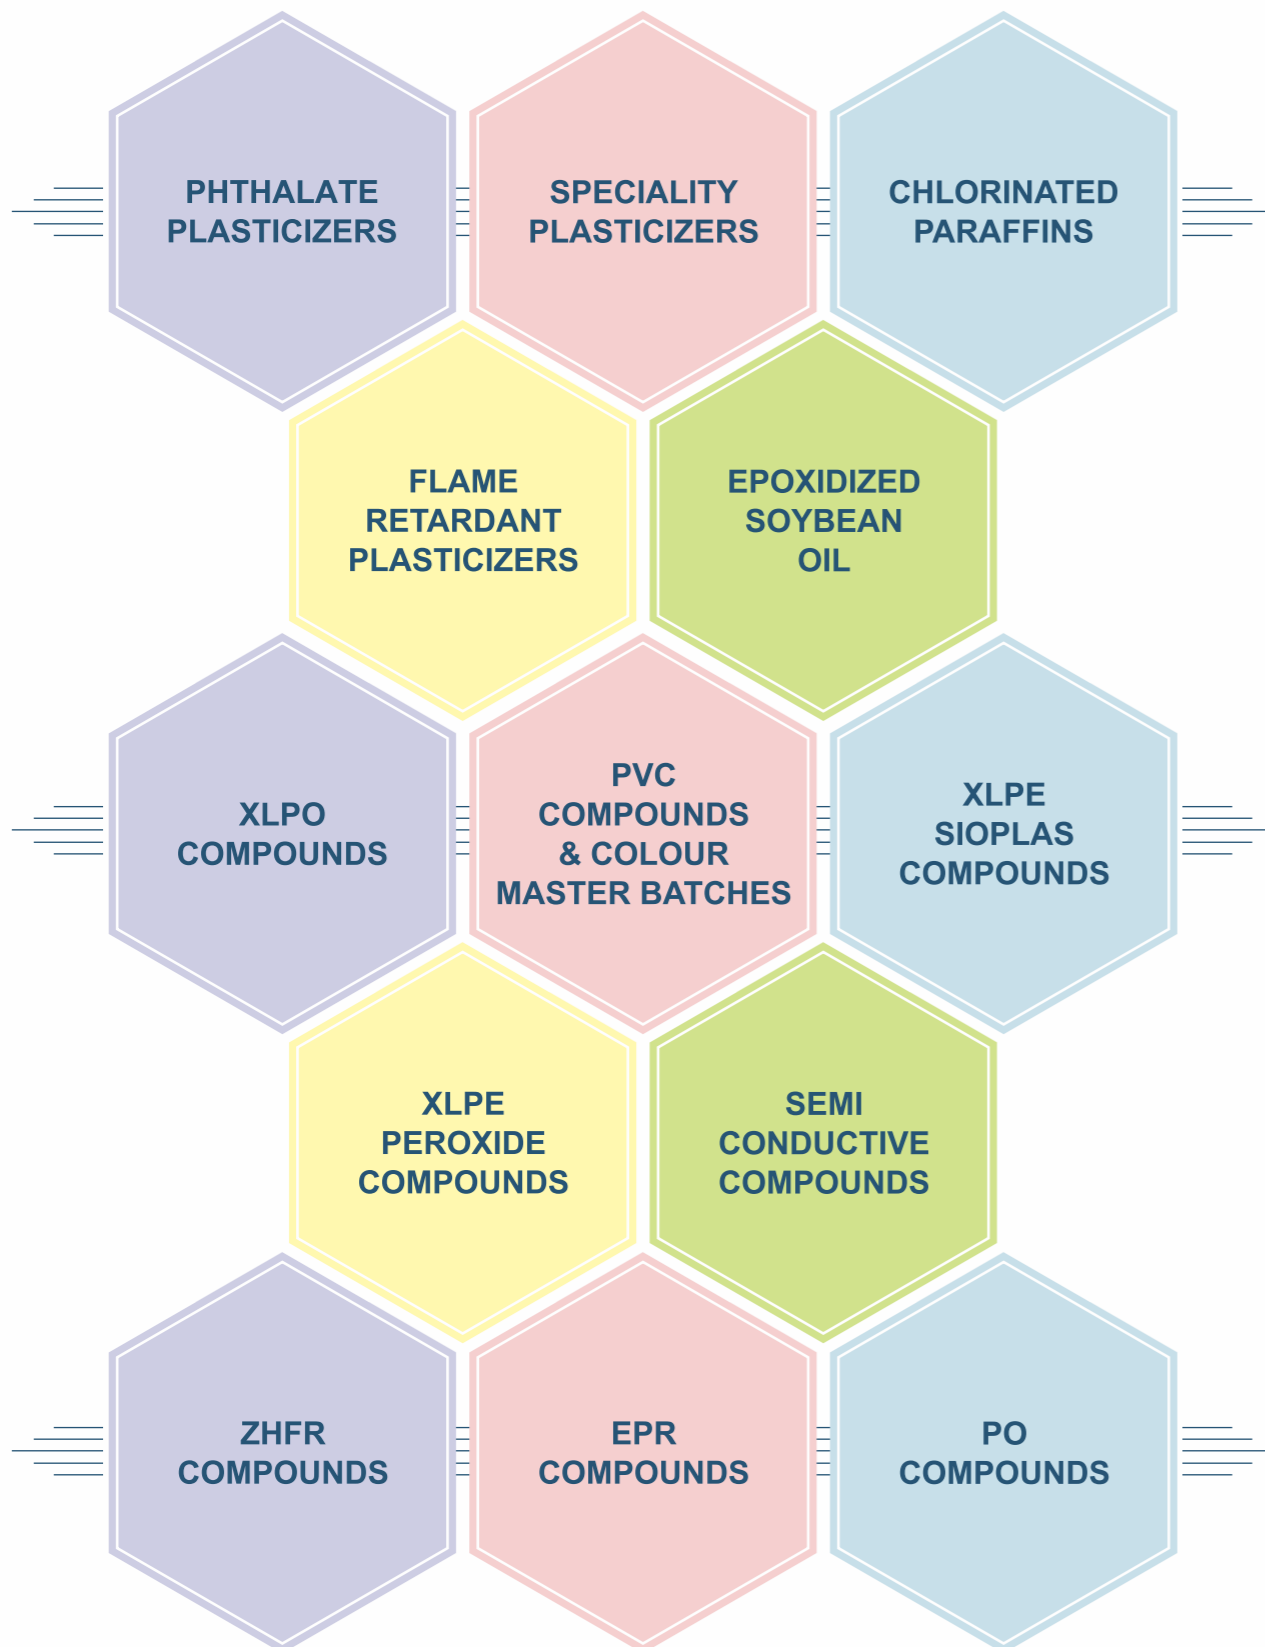 PHTHALATE
PLASTICIZERS
SPECIALITY
PLASTICIZERS
CHLORINATED
PARAFFINS
FLAME
RETARDANT
PLASTICIZERS
EPOXIDIZED
SOYBEAN
OIL
XLPO
COMPOUNDS
PVC
COMPOUNDS
& COLOUR
MASTER BATCHES
XLPE
SIOPLAS
COMPOUNDS
XLPE
PEROXIDE
COMPOUNDS
SEMI
CONDUCTIVE
COMPOUNDS
ZHFR
COMPOUNDS
EPR
COMPOUNDS
PO
COMPOUNDS